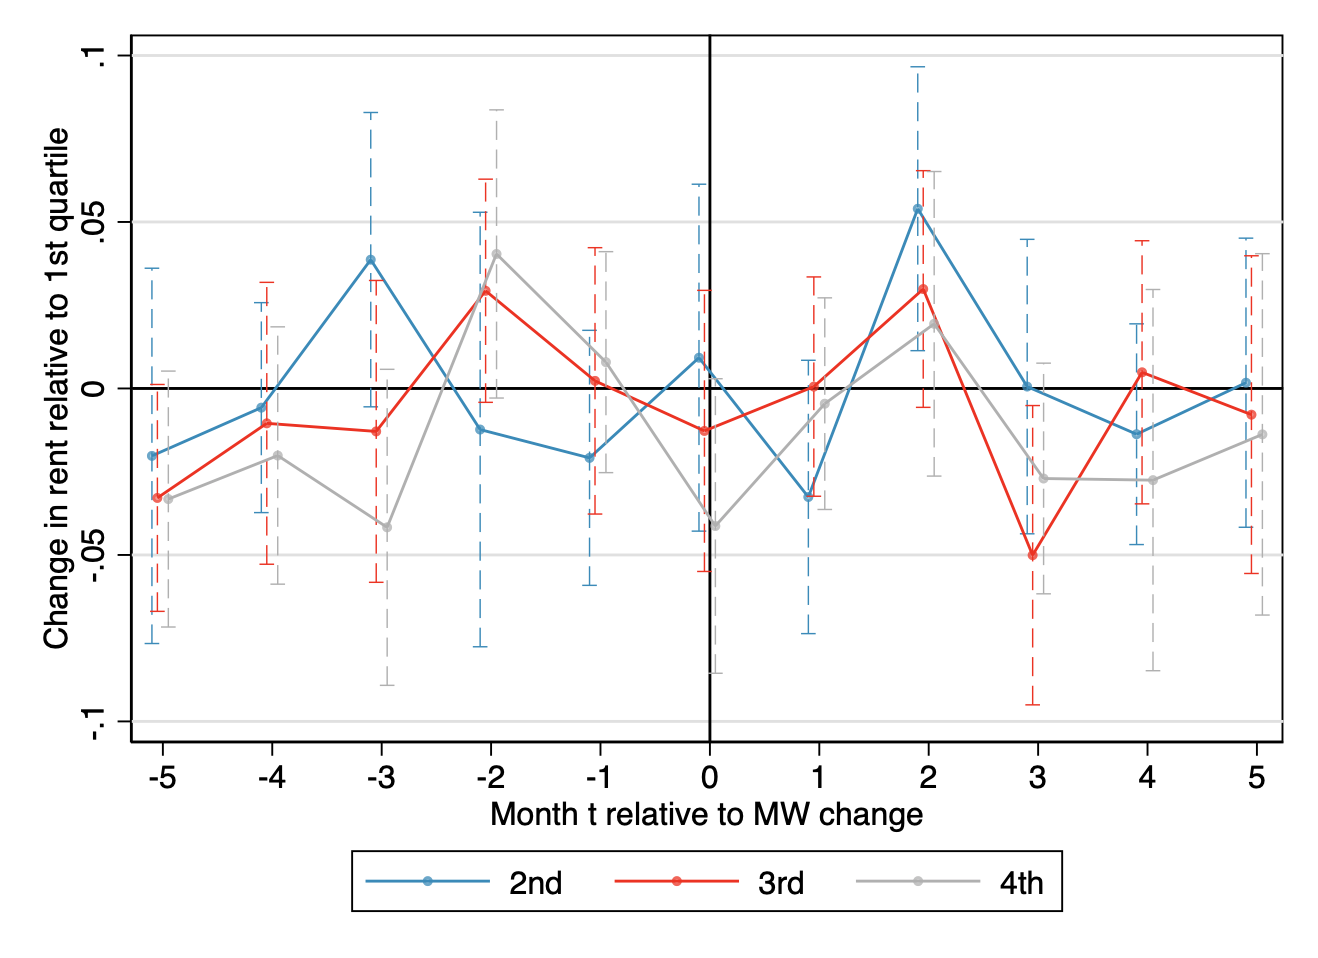 Change in rent relative to 1st quartile
.1
.05
0
-.05
-.1
-5 -4 -3 -2 -1 0 1 2 3 4 5
Month t relative to MW change
2nd 3rd 4th